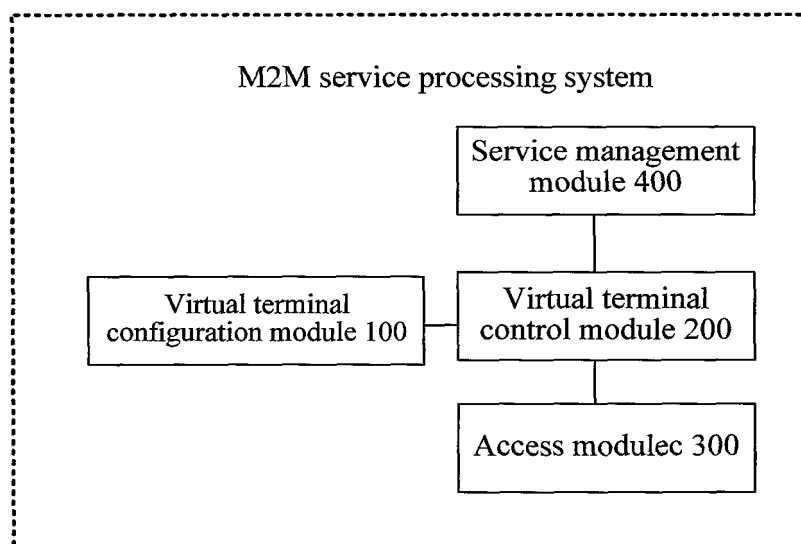 M2M service processing system
Service management
module 400
Virtual terminal
configuration module 100
Virtual terminal
control module 200
Access modulec 300